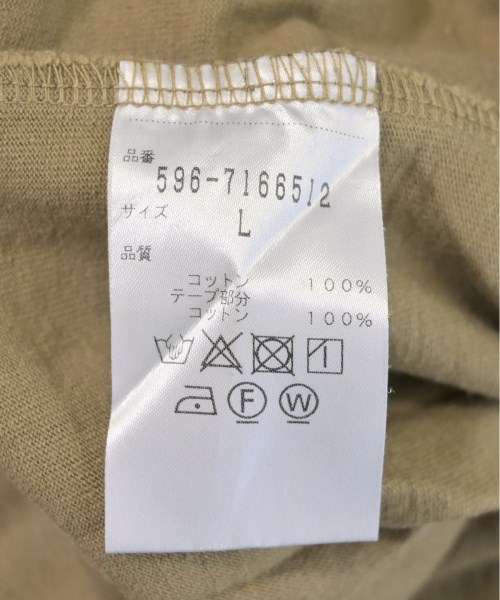 品番
596-7166512
サイズ
L
品質
コットン 100%
テープ部分
コットン 100%
F W